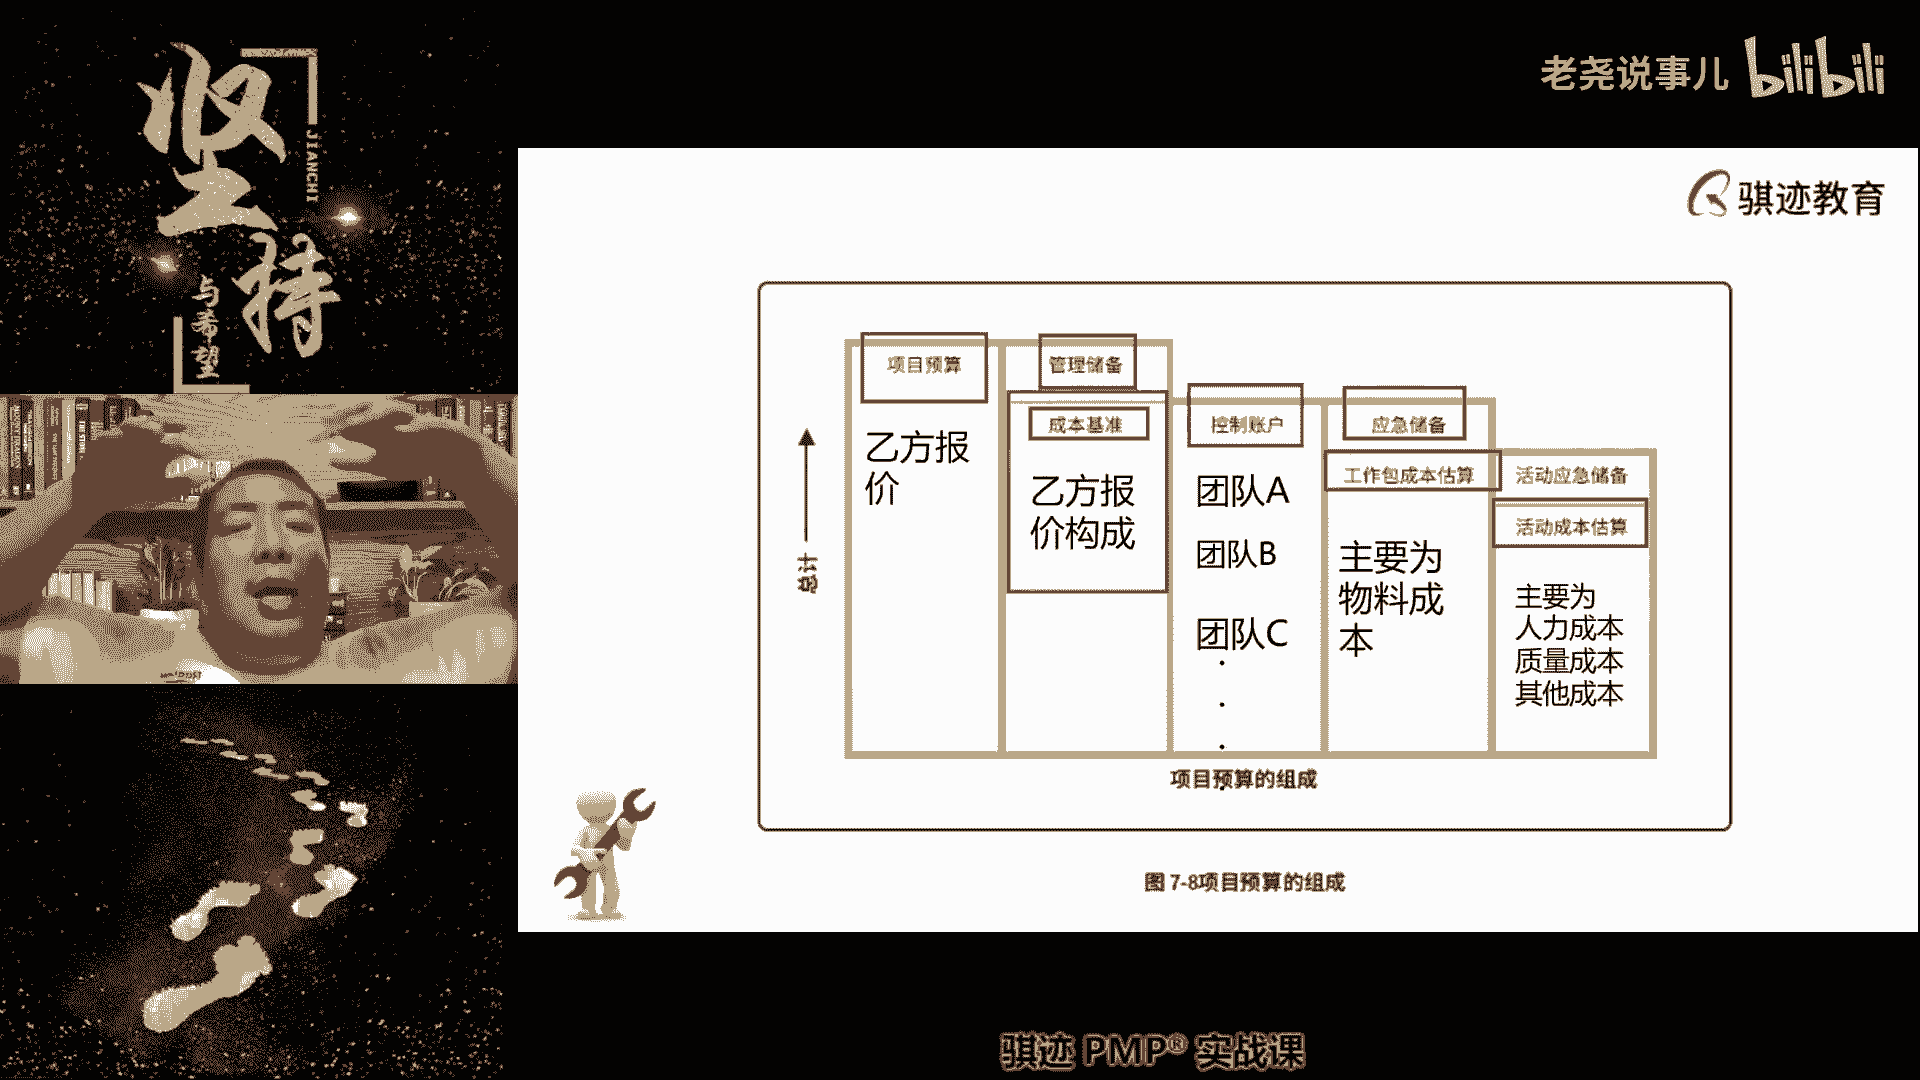 坚持
JIANCHI
与希望
老尧说事儿 bilibili
骐迹教育
项目预算
管理储备
成本基准
控制账户
应急储备
工作包成本估算
活动应急储备
活动成本估算
乙方报
价
乙方报
价构成
团队A
团队B
团队C
主要为
物料成
本
主要为
人力成本
质量成本
其他成本
总计
项目预算的组成
图 7-8项目预算的组成
骐迹 PMP® 实战课